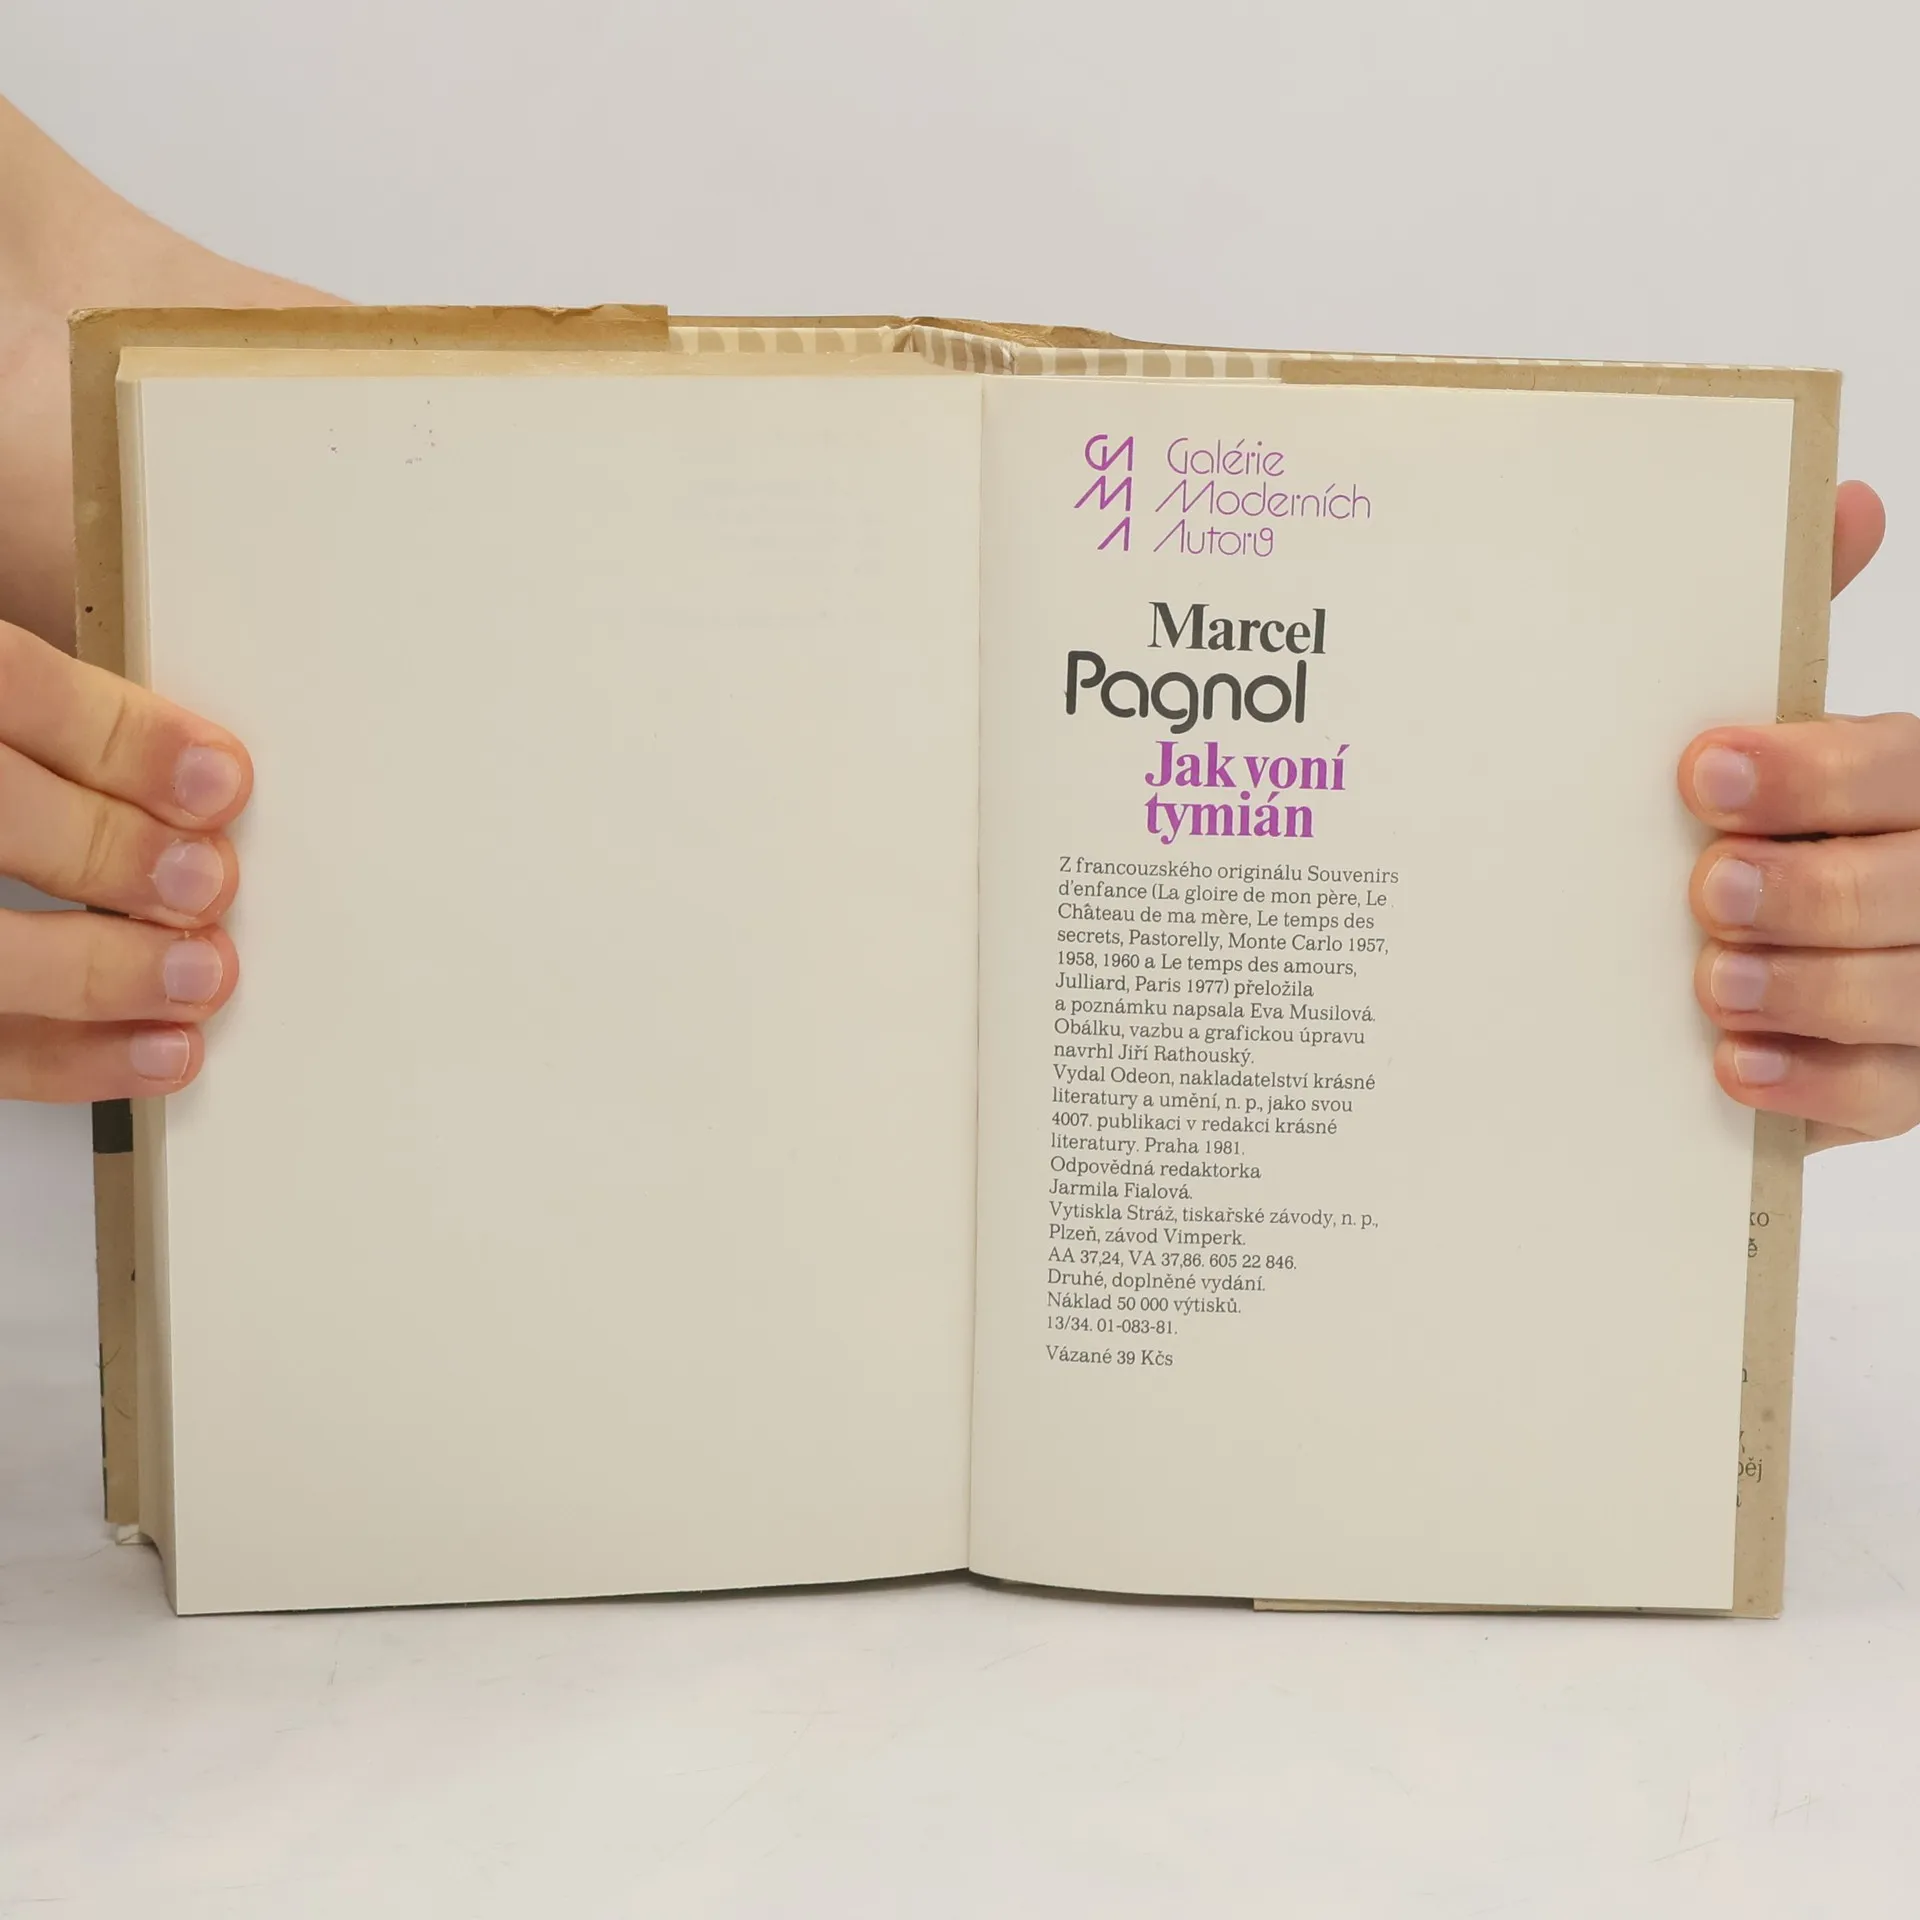 GA Galérie
M Moderních
A Autorů
Marcel
Pagnol
Jak voní
tymián
Z francouzského originálu Souvenirs
d'enfance (La gloire de mon père, Le
Château de ma mère, Le temps des
secrets, Pastorelly, Monte Carlo 1957,
1958, 1960 a Le temps des amours,
Julliard, Paris 1977) přeložila
a poznámku napsala Eva Musilová.
Obálku, vazbu a grafickou úpravu
navrhl Jiří Rathouský.
Vydal Odeon, nakladatelství krásné
literatury a umění, n. p., jako svou
4007. publikaci v redakci krásné
literatury. Praha 1981.
Odpovědná redaktorka
Jarmila Fialová.
Vytiskla Stráž, tiskařské závody, n. p.,
Plzeň, závod Vimperk.
AA 37,24, VA 37,86. 605 22 846.
Druhé, doplněné vydání.
Náklad 50 000 výtisků.
13/34. 01-083-81.
Vázané 39 Kčs